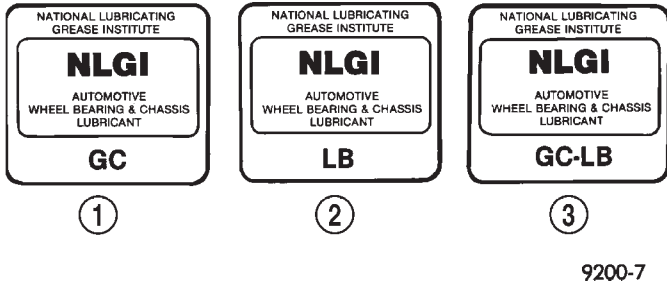 NATIONAL LUBRICATING
GREASE INSTITUTE
NLGI
AUTOMOTIVE
WHEEL BEARING & CHASSIS
LUBRICANT
GC
1
NATIONAL LUBRICATING
GREASE INSTITUTE
NLGI
AUTOMOTIVE
WHEEL BEARING & CHASSIS
LUBRICANT
LB
2
NATIONAL LUBRICATING
GREASE INSTITUTE
NLGI
AUTOMOTIVE
WHEEL BEARING & CHASSIS
LUBRICANT
GC-LB
3
9200-7